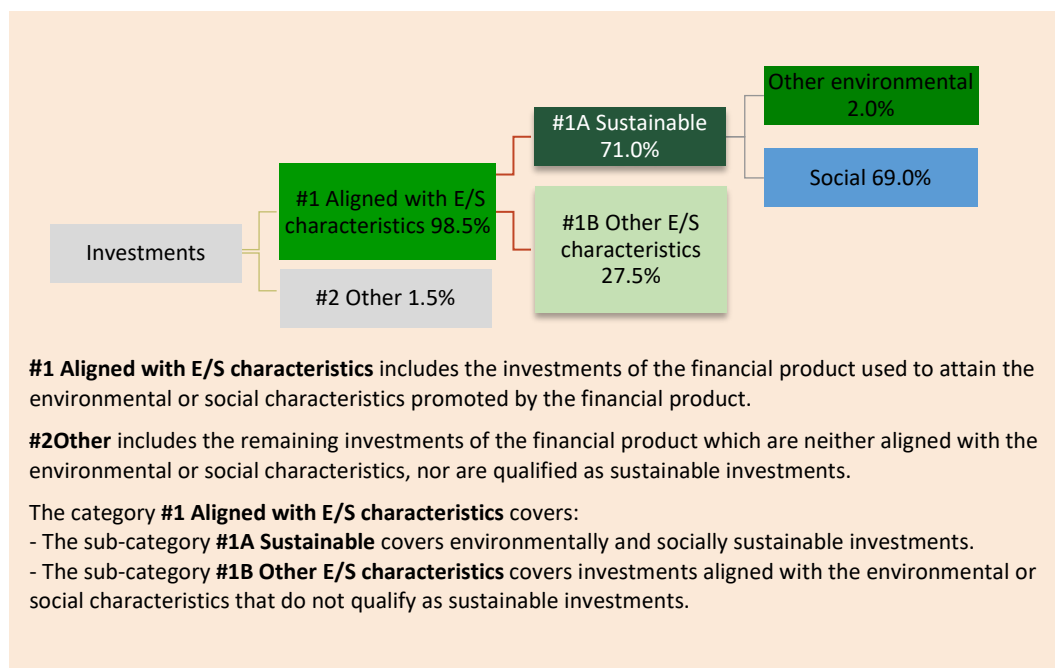 Other environmental
2.0%
#1A Sustainable
71.0%
Social 69.0%
#1 Aligned with E/S
characteristics 98.5%
#1B Other E/S
characteristics
27.5%
Investments
#2 Other 1.5%
#1 Aligned with E/S characteristics includes the investments of the financial product used to attain the
environmental or social characteristics promoted by the financial product.
#2Other includes the remaining investments of the financial product which are neither aligned with the
environmental or social characteristics, nor are qualified as sustainable investments.
The category #1 Aligned with E/S characteristics covers:
- The sub-category #1A Sustainable covers environmentally and socially sustainable investments.
- The sub-category #1B Other E/S characteristics covers investments aligned with the environmental or
social characteristics that do not qualify as sustainable investments.